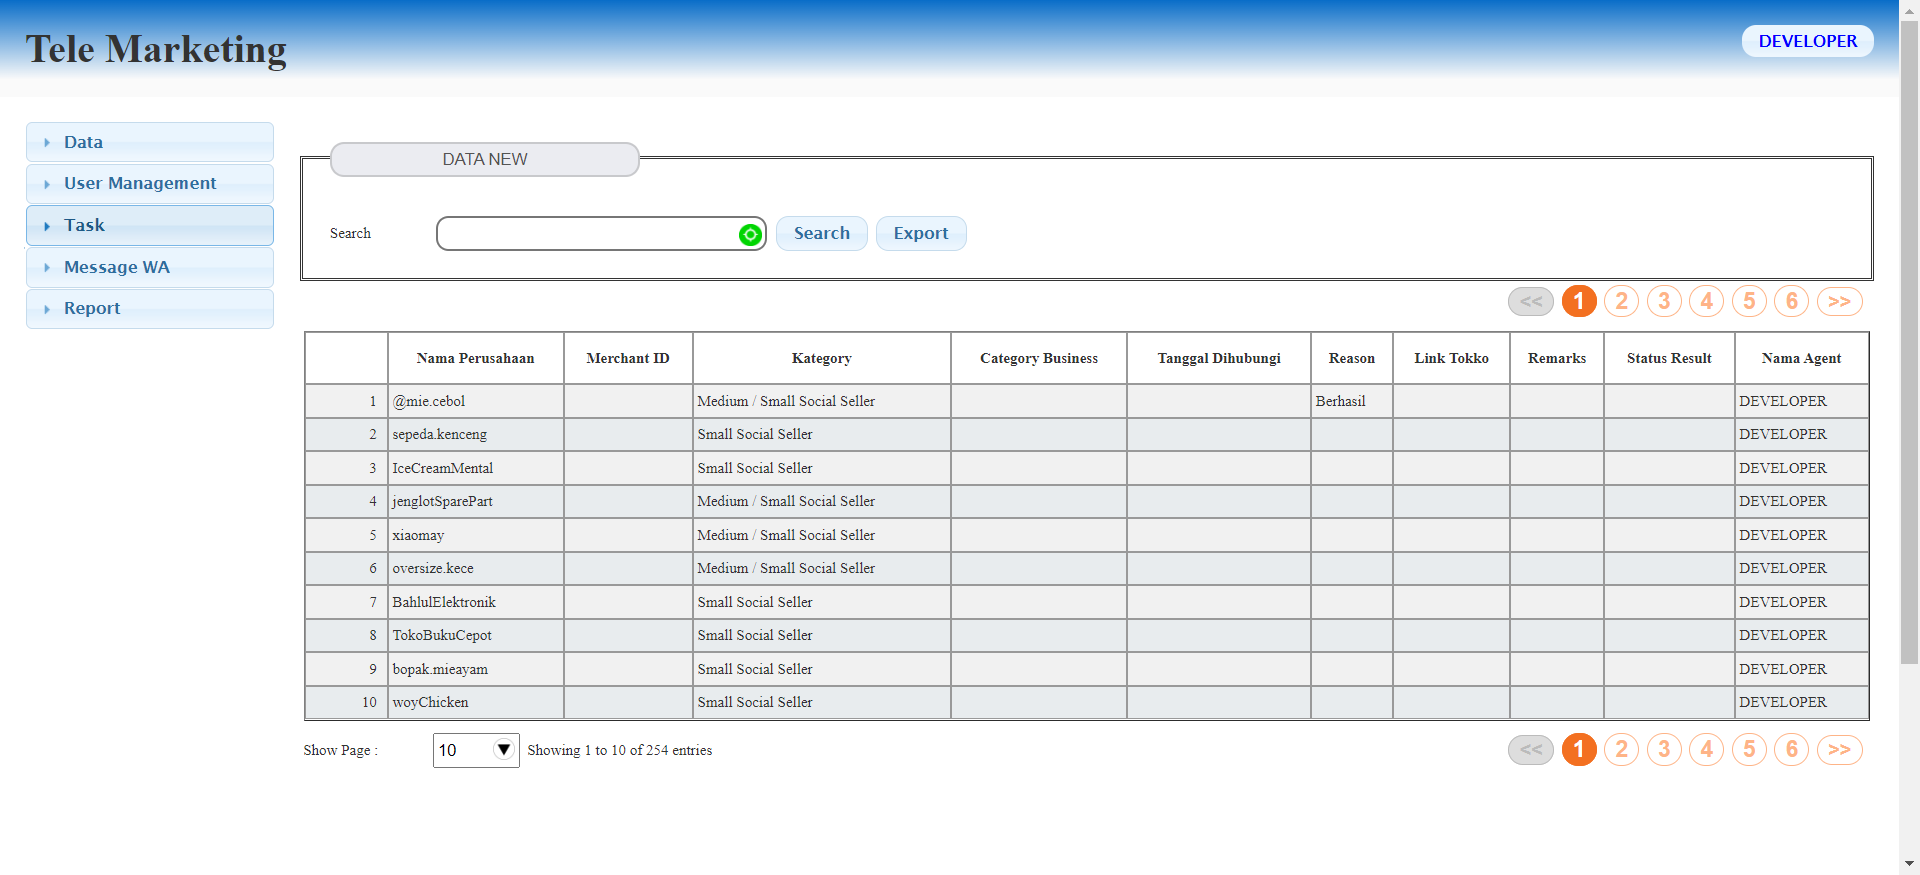 Tele Marketing
DEVELOPER
Data
User Management
Task
Message WA
Report
DATA NEW
Search Search Export
<< 1 2 3 4 5 6 >>
Nama Perusahaan Merchant ID Kategory Category Business Tanggal Dihubungi Reason Link Tokko Remarks Status Result Nama Agent
1 @mie.cebol Medium / Small Social Seller Berhasil DEVELOPER
2 sepeda.kenceng Small Social Seller DEVELOPER
3 IceCreamMental Small Social Seller DEVELOPER
4 jenglotSparePart Medium / Small Social Seller DEVELOPER
5 xiaomay Medium / Small Social Seller DEVELOPER
6 oversize.kece Medium / Small Social Seller DEVELOPER
7 BahlulElektronik Small Social Seller DEVELOPER
8 TokoBukuCepot Small Social Seller DEVELOPER
9 bopak.mieayam Small Social Seller DEVELOPER
10 woyChicken Small Social Seller DEVELOPER
Show Page : 10 Showing 1 to 10 of 254 entries
<< 1 2 3 4 5 6 >>